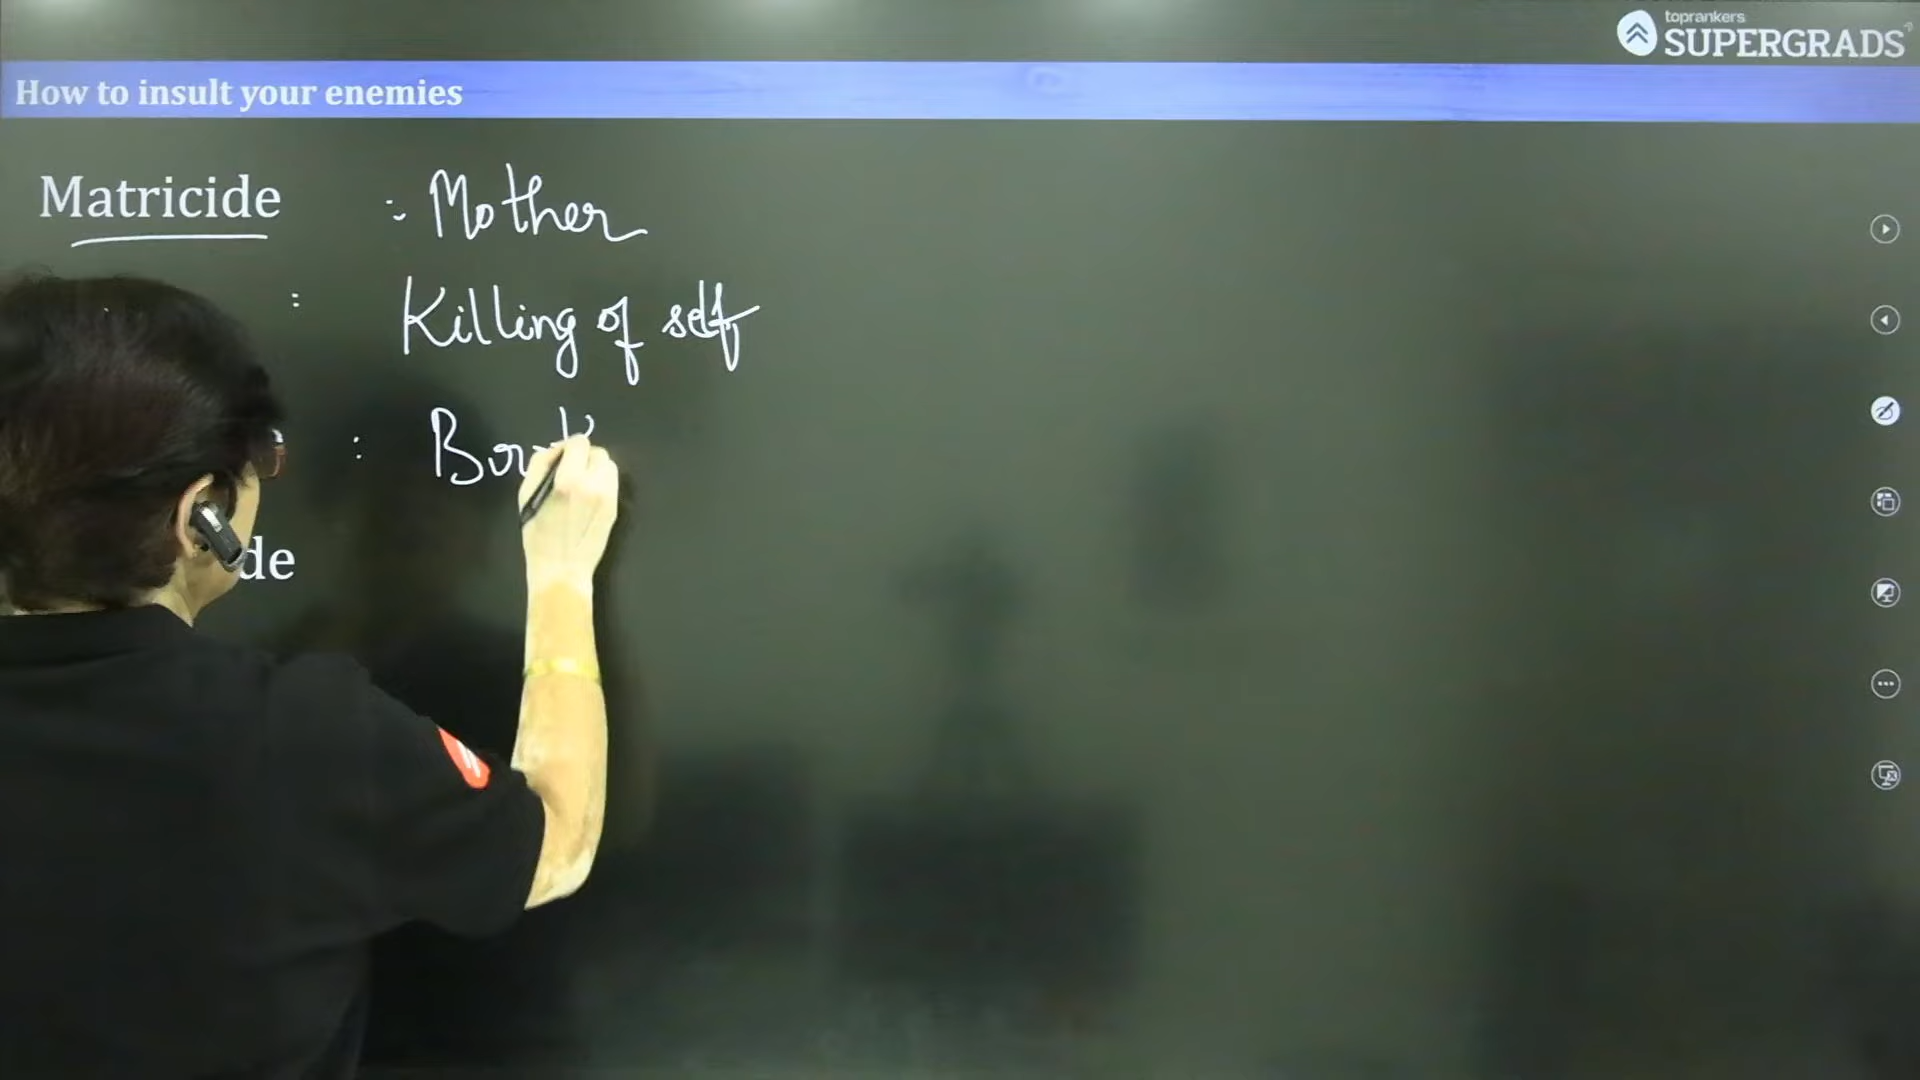 toprankers
SUPERGRADS
How to insult your enemies
Matricide : Mother
: Killing of self
:
de